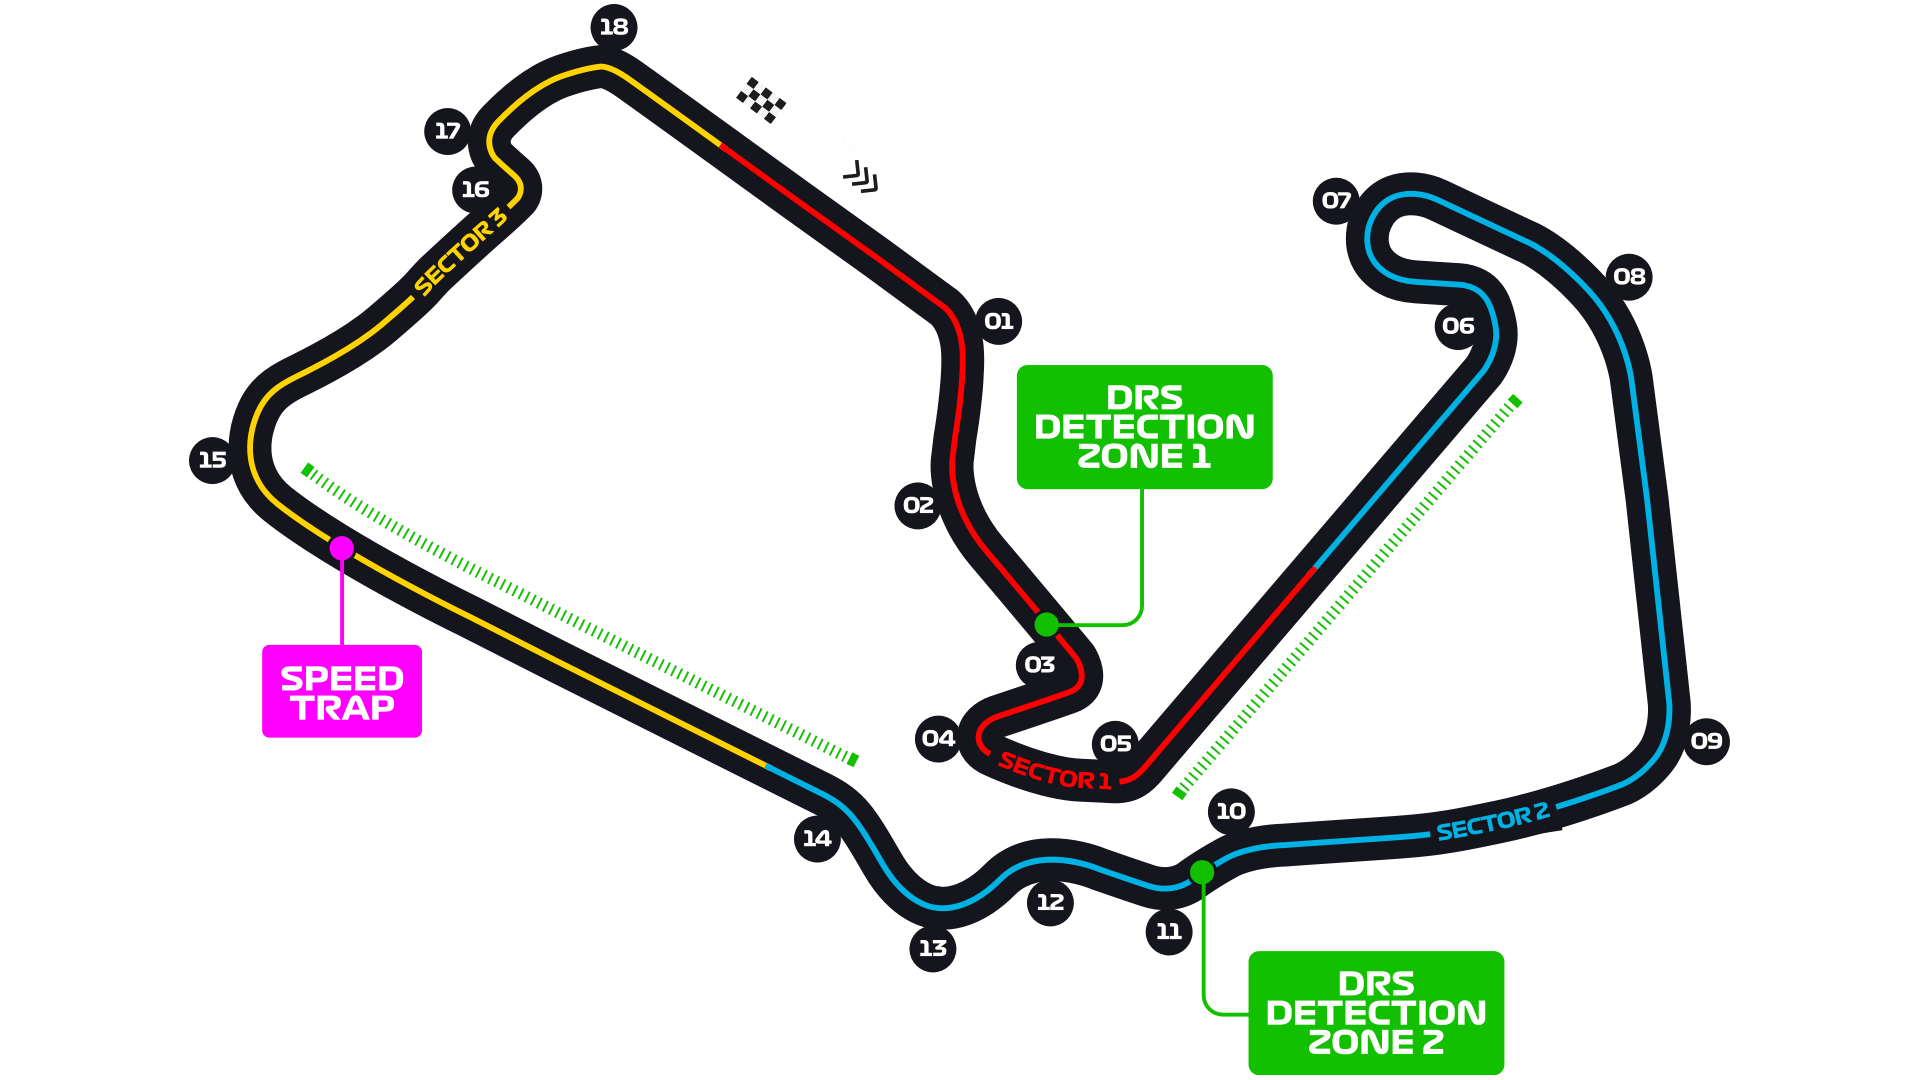 18
17
16
SECTOR 3
07
08
01
06
DRS
DETECTION
ZONE 1
15
02
03
SPEED
TRAP
04
05
SECTOR 1
09
10
SECTOR 2
14
12
11
13
DRS
DETECTION
ZONE 2